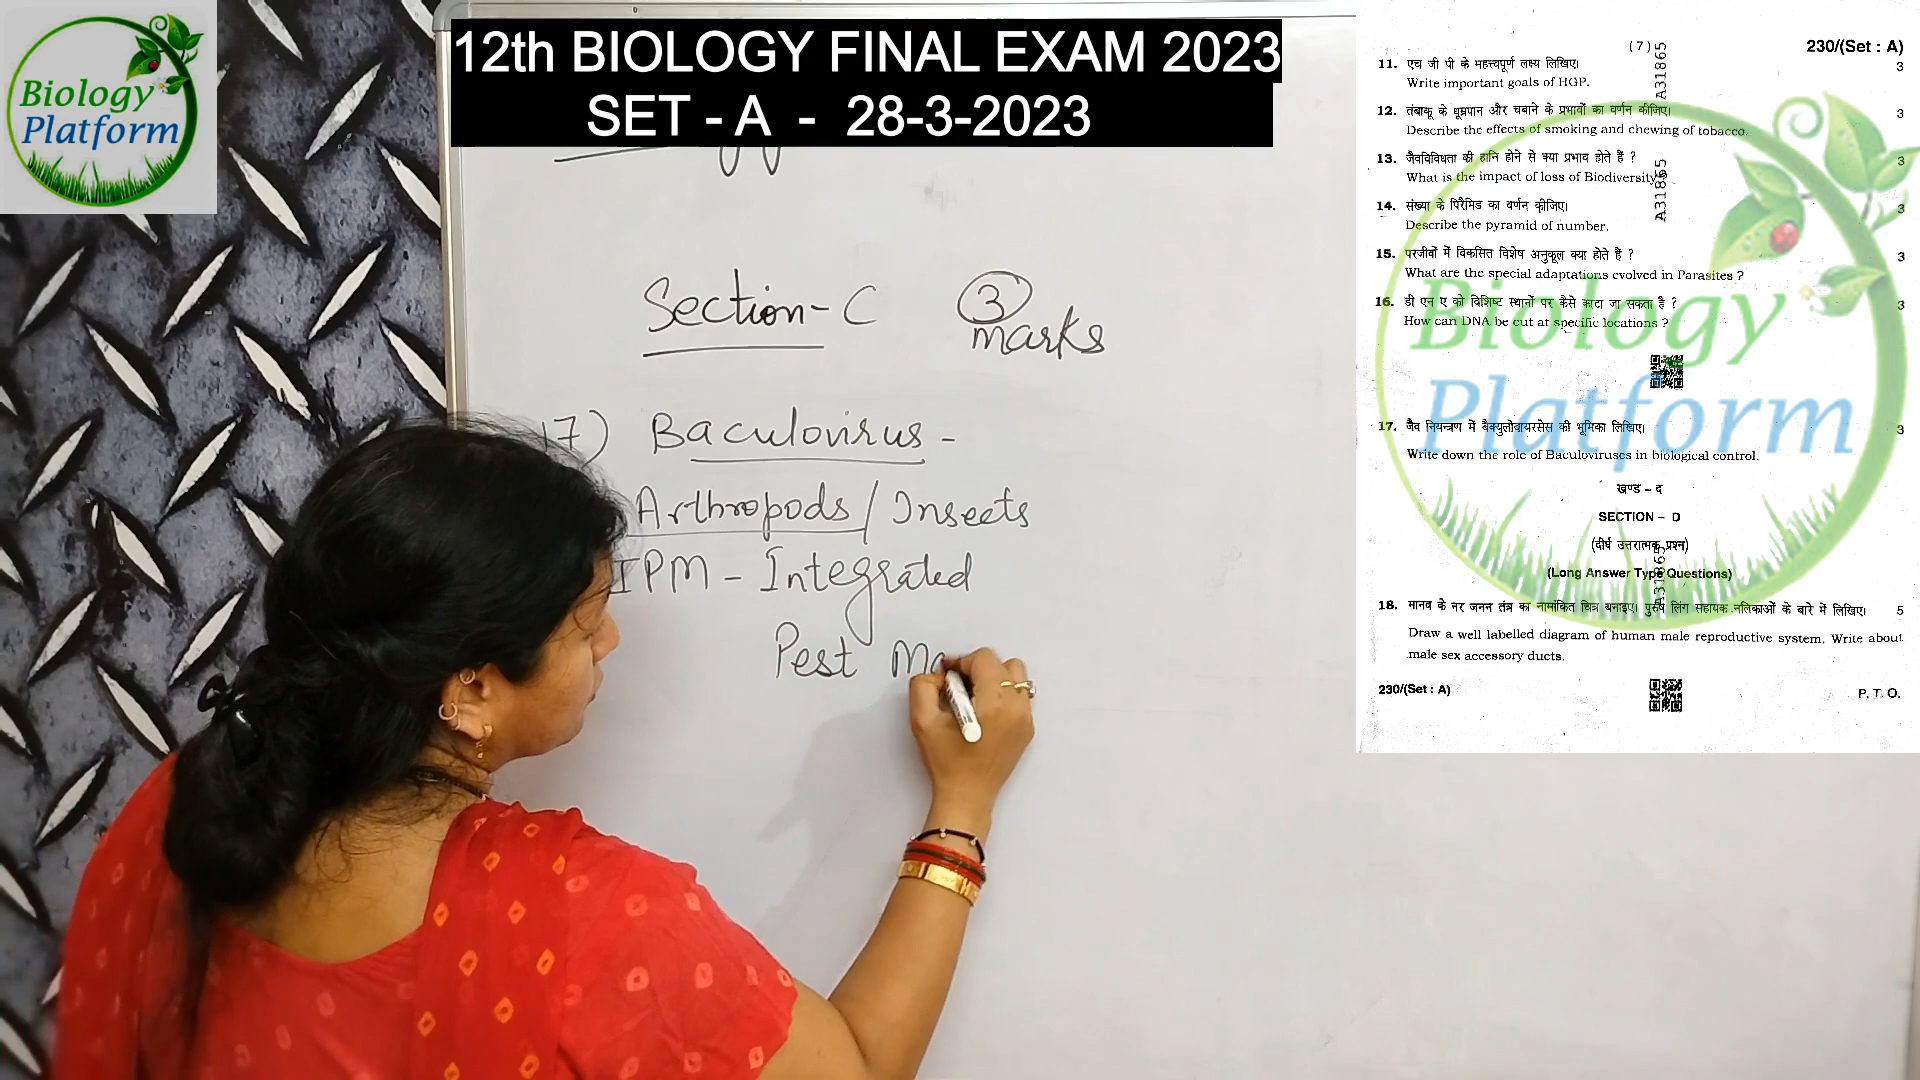 Biology
Platform
12th BIOLOGY FINAL EXAM 2023
SET - A - 28-3-2023
Section-C 3
marks
17) Baculovirus -
Arthropods / Insects
IPM - Integrated
Pest Ma
(7)
230/(Set : A)
A31865
11. एच जी पी के महत्त्वपूर्ण लक्ष्य लिखिए। 3
Write important goals of HGP.
12. तंबाकू के धूम्रपान और चबाने के प्रभावों का वर्णन कीजिए। 3
Describe the effects of smoking and chewing of tobacco.
13. जैवविविधता की हानि होने से क्या प्रभाव होते हैं ? 3
What is the impact of loss of Biodiversity
A31865
14. संख्या के पिरैमिड का वर्णन कीजिए। 3
Describe the pyramid of number.
15. परजीवों में विकसित विशेष अनुकूल क्या होते हैं ? 3
What are the special adaptations evolved in Parasites ?
16. डी एन ए को विशिष्ट स्थानों पर कैसे काटा जा सकता है ? 3
How can DNA be cut at specific locations ?
Biology
Platform
17. जैव नियन्त्रण में बैक्युलोवायरसेस की भूमिका लिखिए। 3
Write down the role of Baculoviruses in biological control.
खण्ड – द
SECTION – D
(दीर्घ उत्तरात्मक प्रश्न)
(Long Answer Type Questions)
A31865
18. मानव के नर जनन तंत्र का नामांकित चित्र बनाइए। पुरुष लिंग सहायक नलिकाओं के बारे में लिखिए। 5
Draw a well labelled diagram of human male reproductive system. Write about
male sex accessory ducts.
230/(Set : A)
P. T. O.